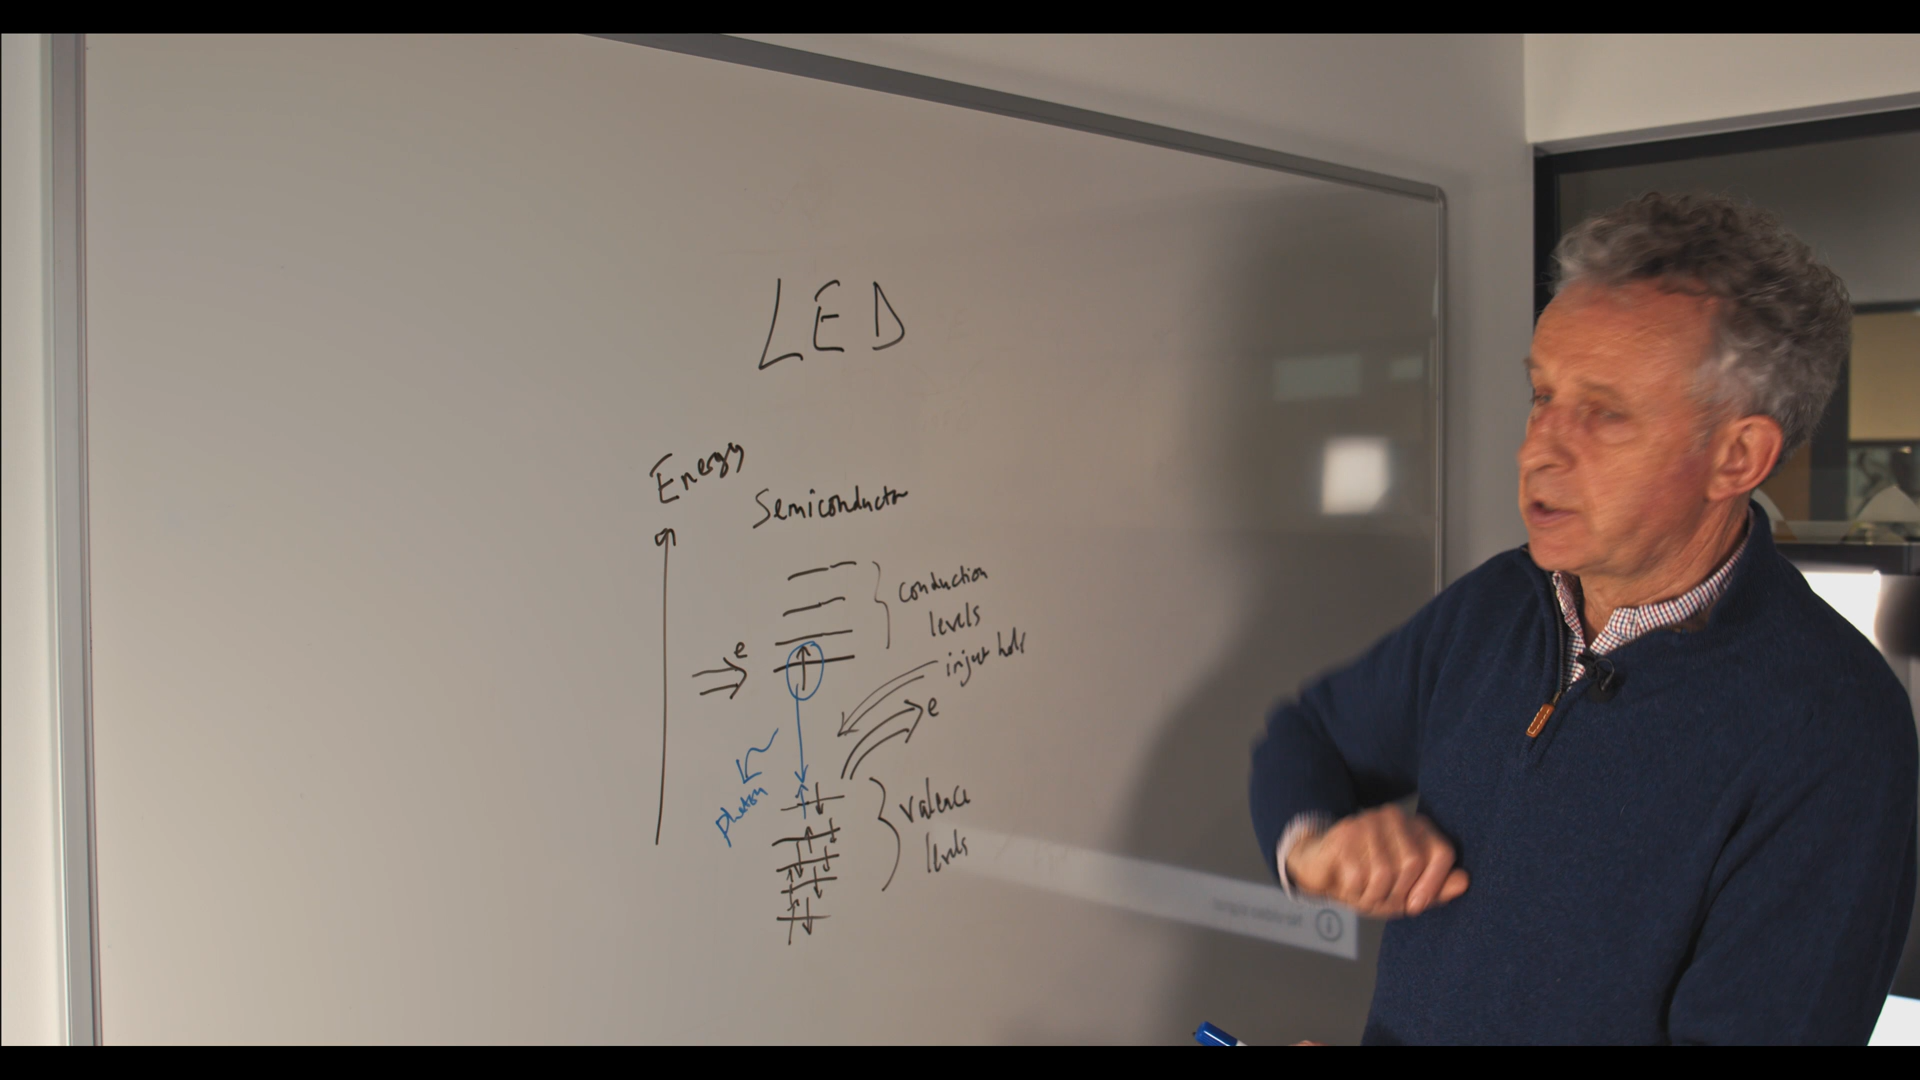 LED
Energy
Semiconductor
conduction
levels
e
inject hole
e
photon
valence
levels